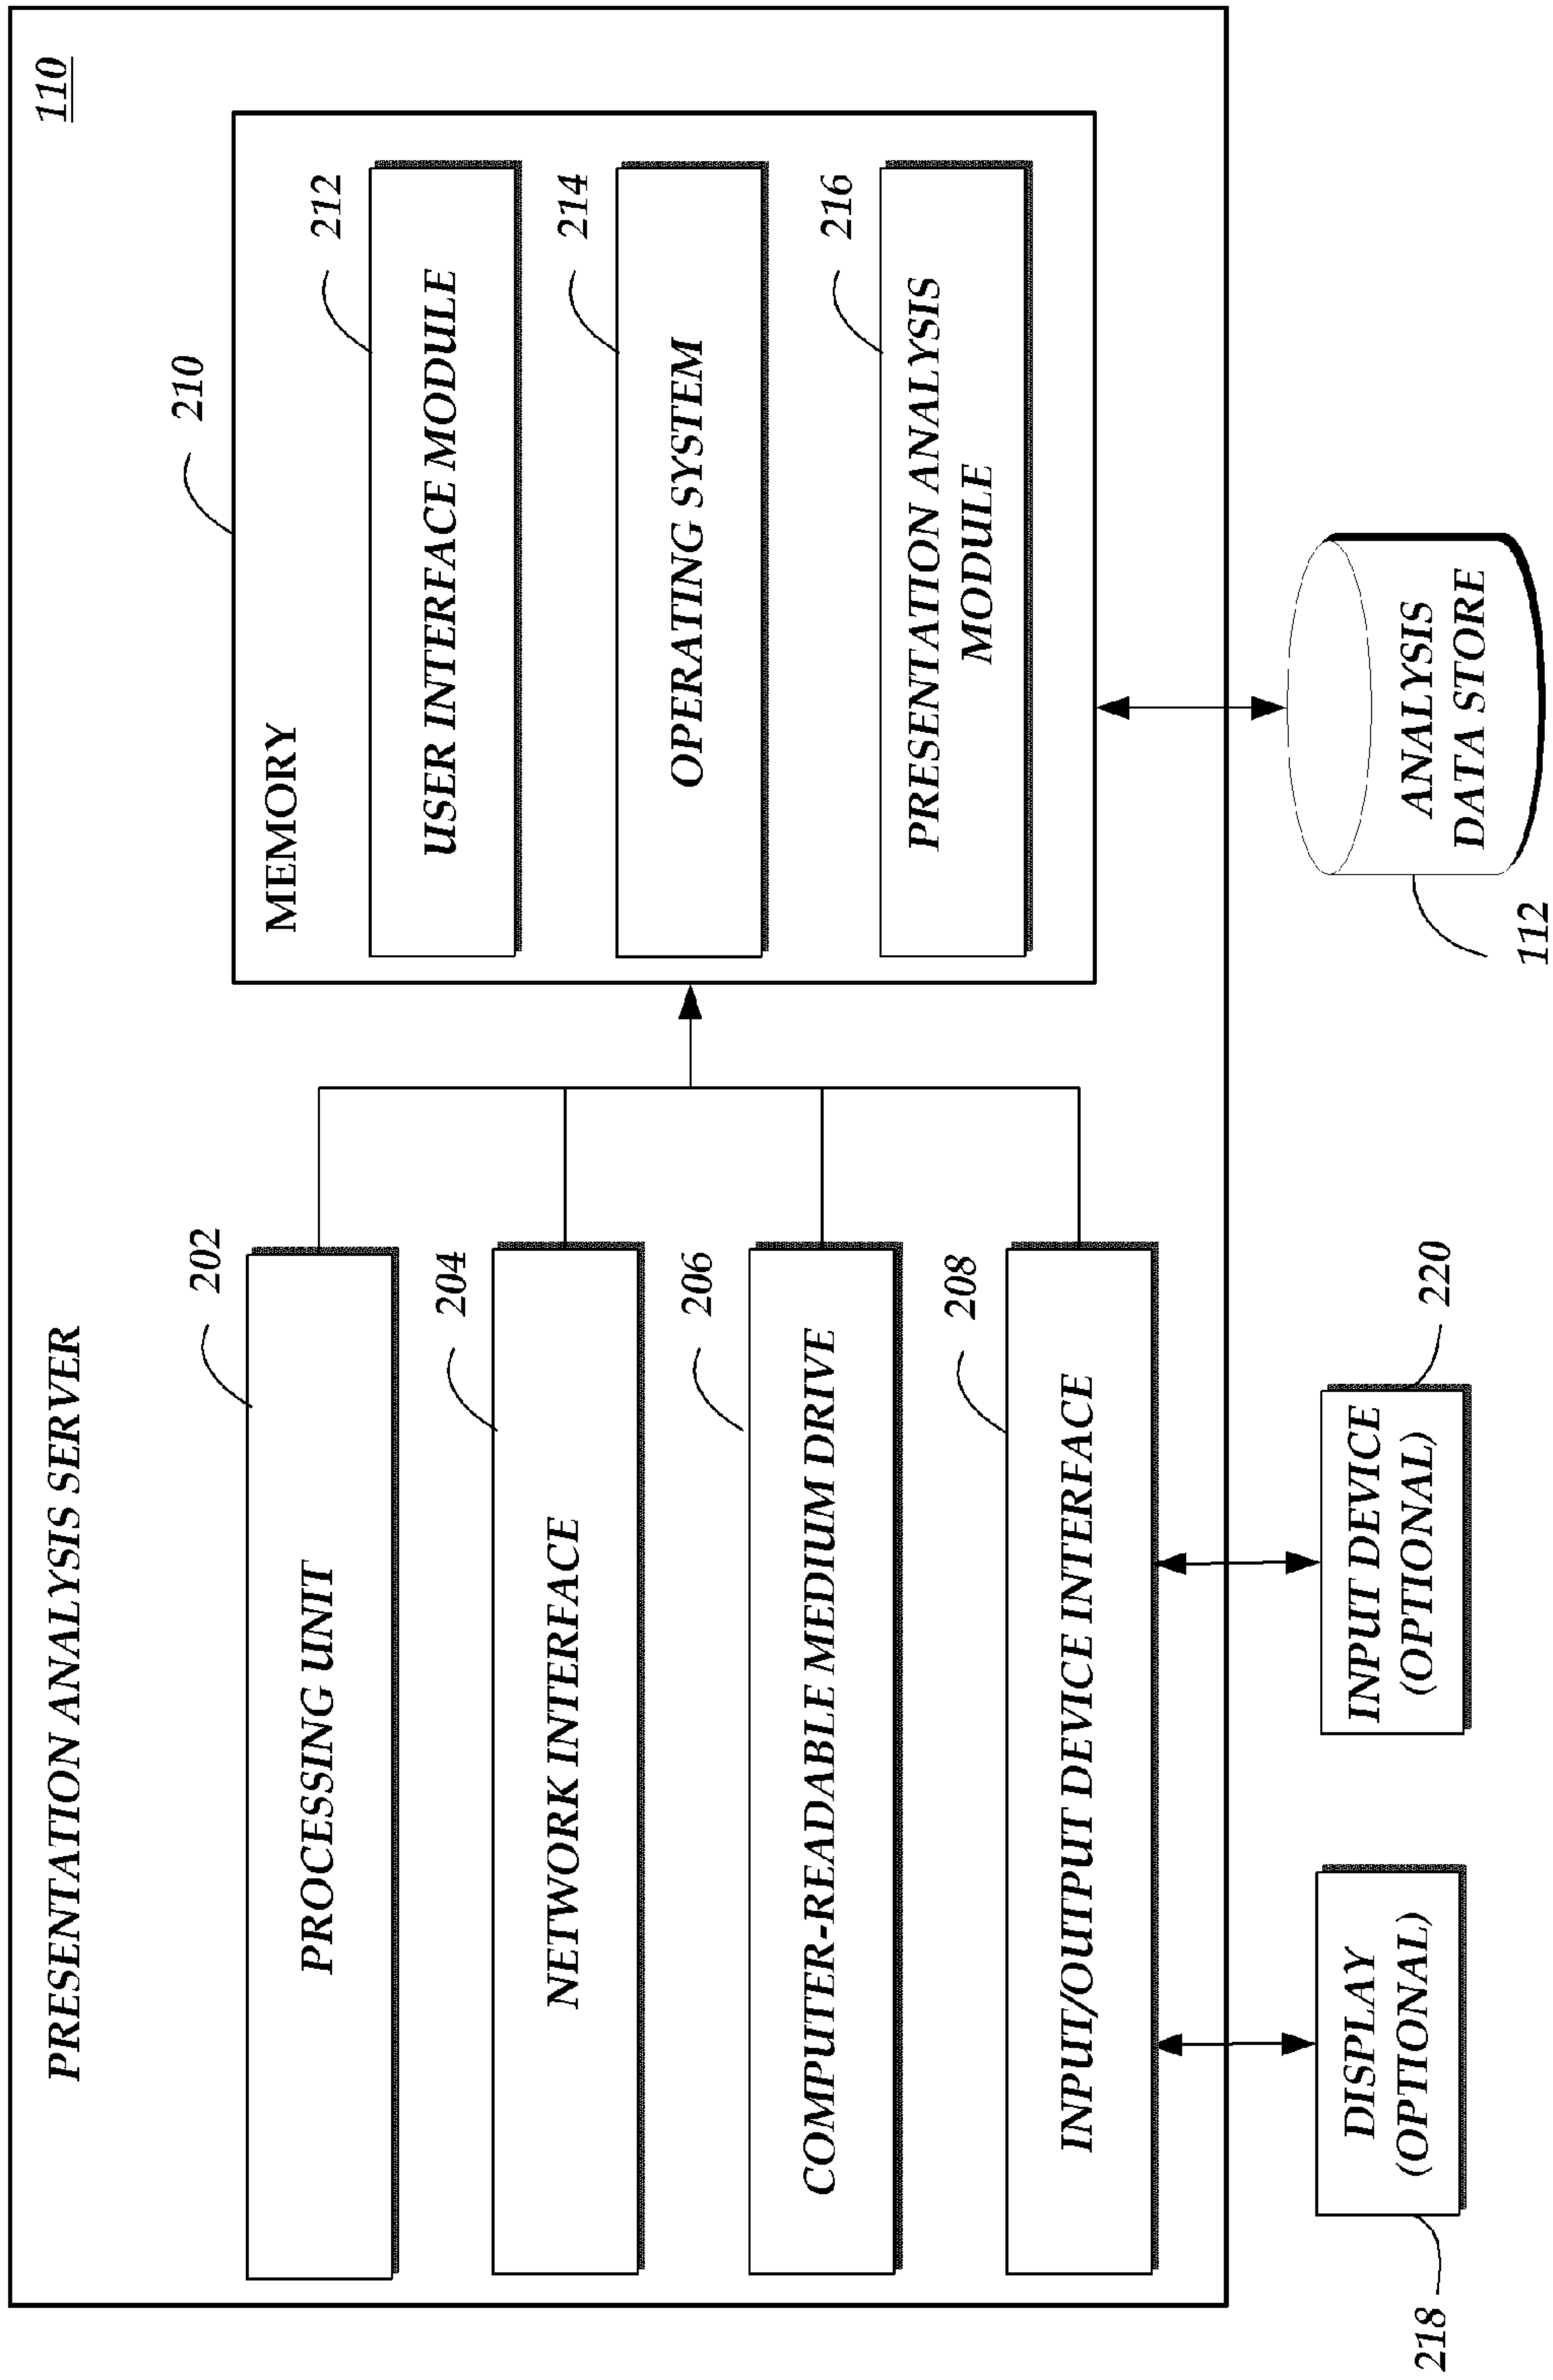 PRESENTATION ANALYSIS SERVER
110
202
PROCESSING UNIT
204
NETWORK INTERFACE
206
COMPUTER-READABLE MEDIUM DRIVE
208
INPUT/OUTPUT DEVICE INTERFACE
210
MEMORY
212
USER INTERFACE MODULE
214
OPERATING SYSTEM
216
PRESENTATION ANALYSIS
MODULE
218
DISPLAY
(OPTIONAL)
220
INPUT DEVICE
(OPTIONAL)
112
ANALYSIS
DATA STORE